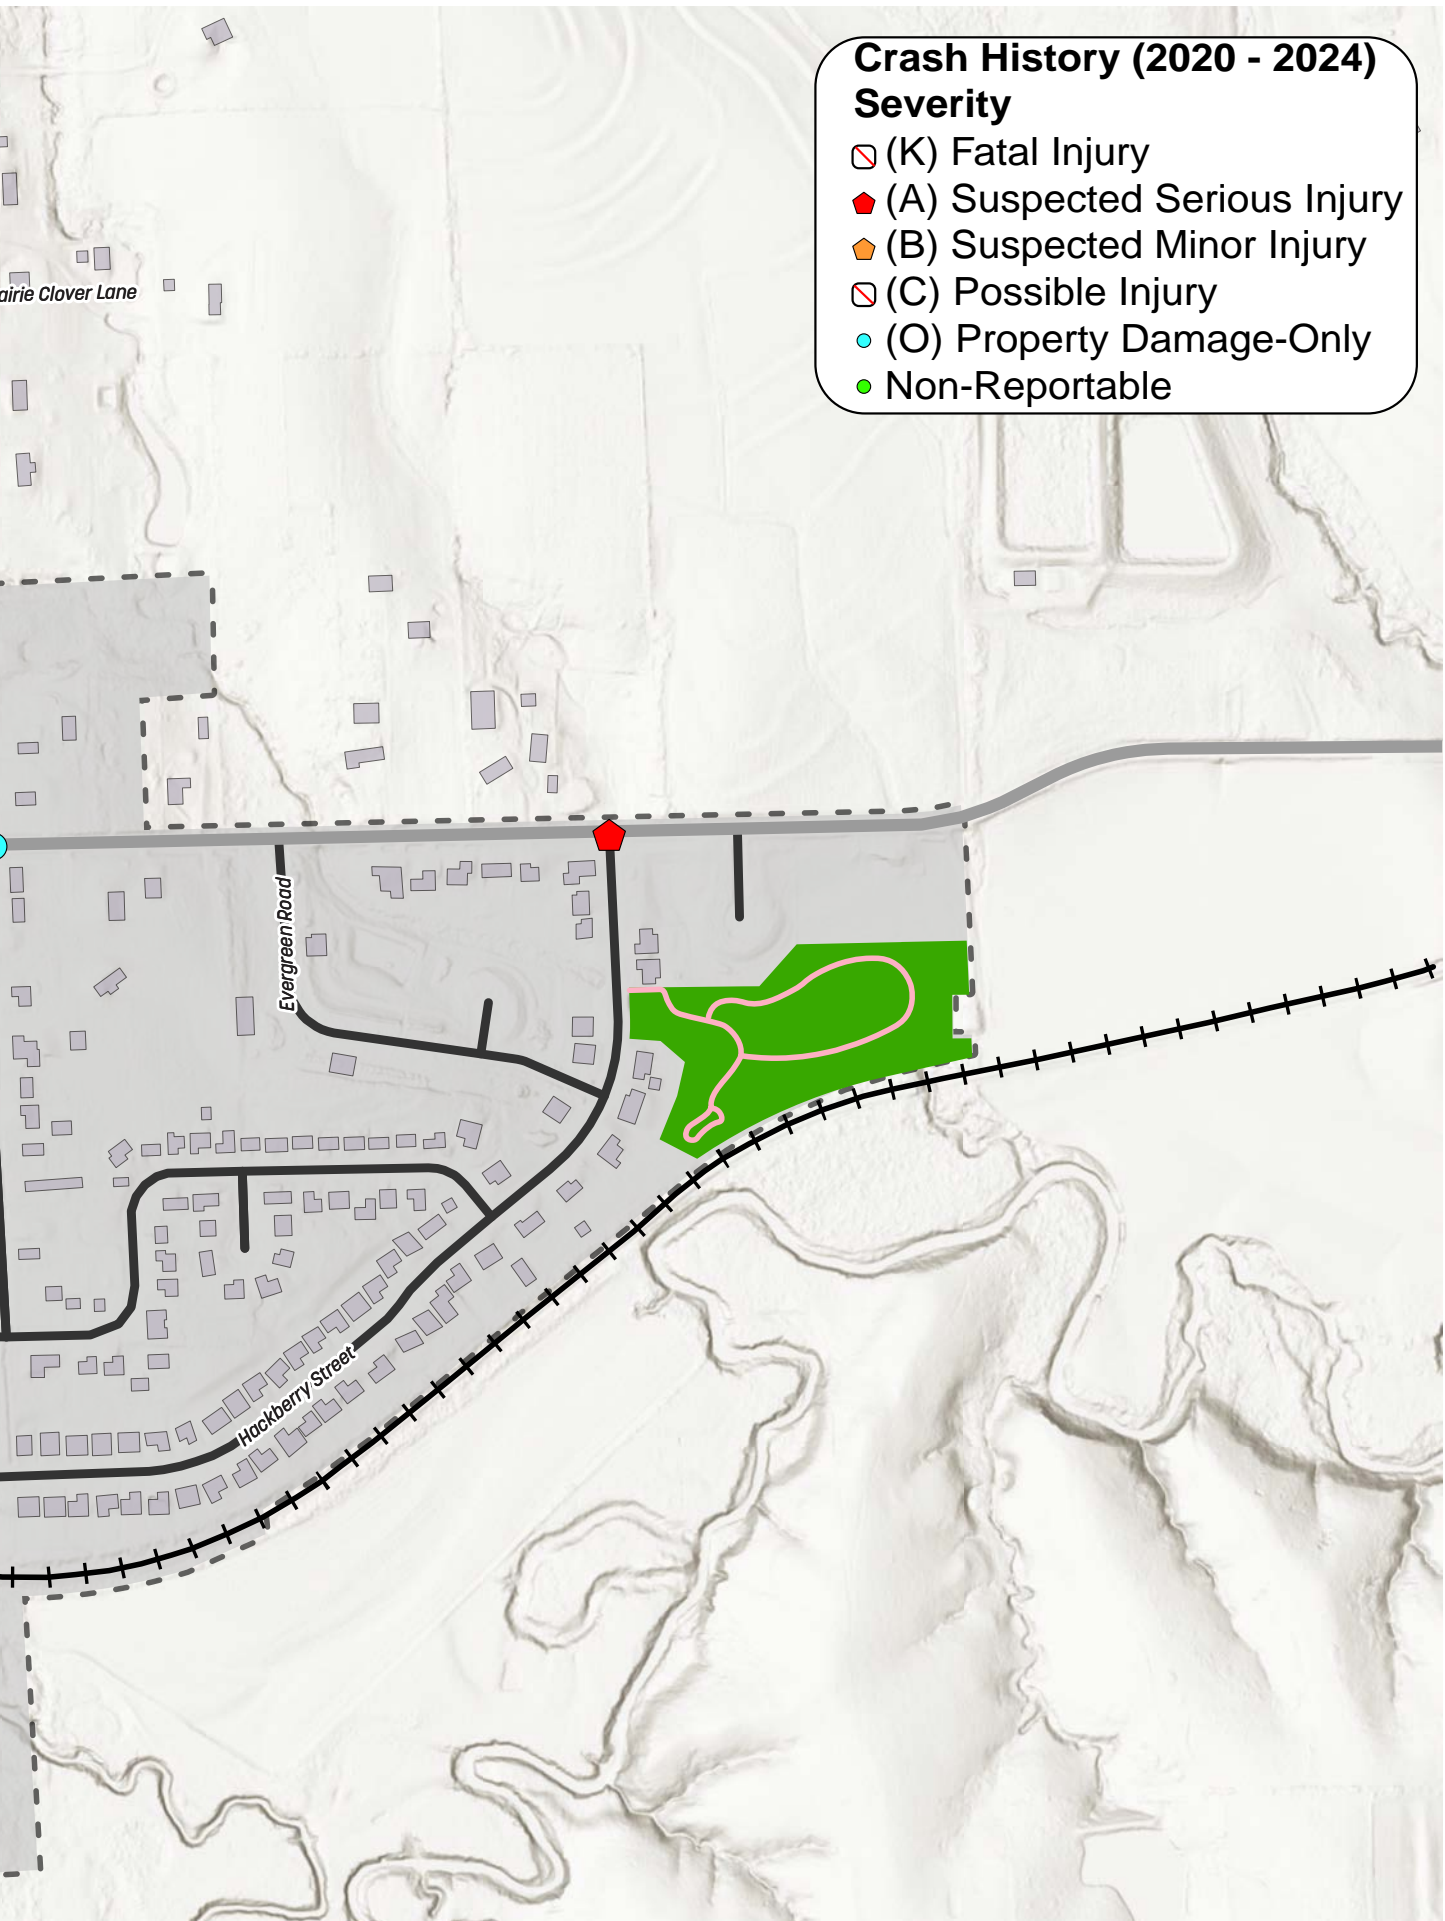 Crash History (2020 - 2024)
Severity
(K) Fatal Injury
(A) Suspected Serious Injury
(B) Suspected Minor Injury
(C) Possible Injury
(O) Property Damage-Only
Non-Reportable
airie Clover Lane
Evergreen Road
Hackberry Street